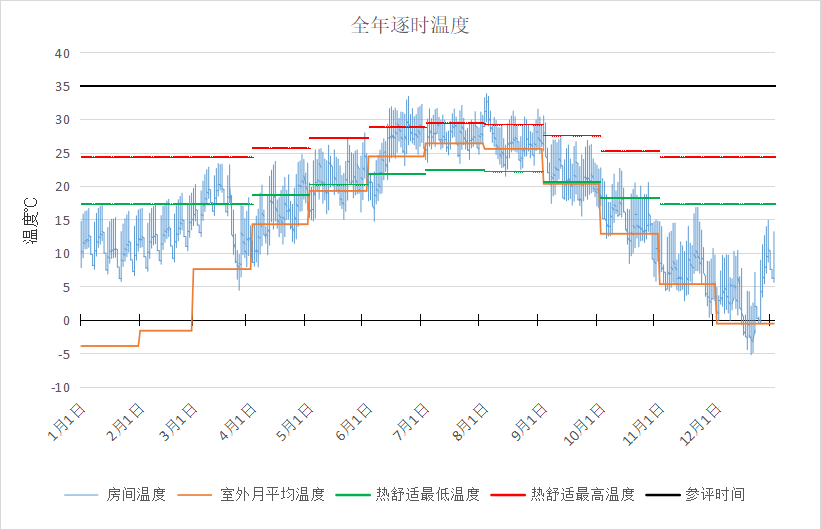 全年逐时温度
温度℃
40
35
30
25
20
15
10
5
0
-5
-10
1月1日
2月1日
3月1日
4月1日
5月1日
6月1日
7月1日
8月1日
9月1日
10月1日
11月1日
12月1日
房间温度 室外月平均温度 热舒适最低温度 热舒适最高温度 参评时间